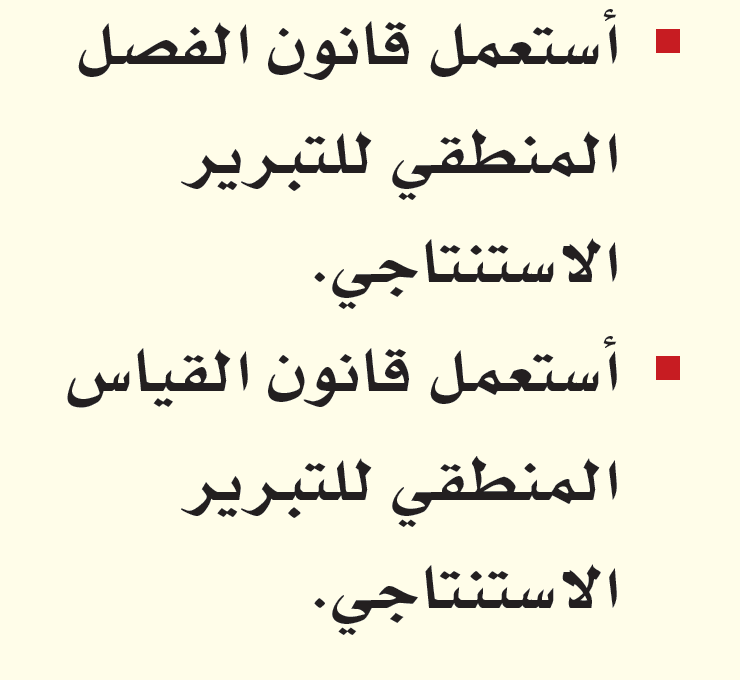 أستعمل قانون الفصل
المنطقي للتبرير
الاستنتاجي.
أستعمل قانون القياس
المنطقي للتبرير
الاستنتاجي.